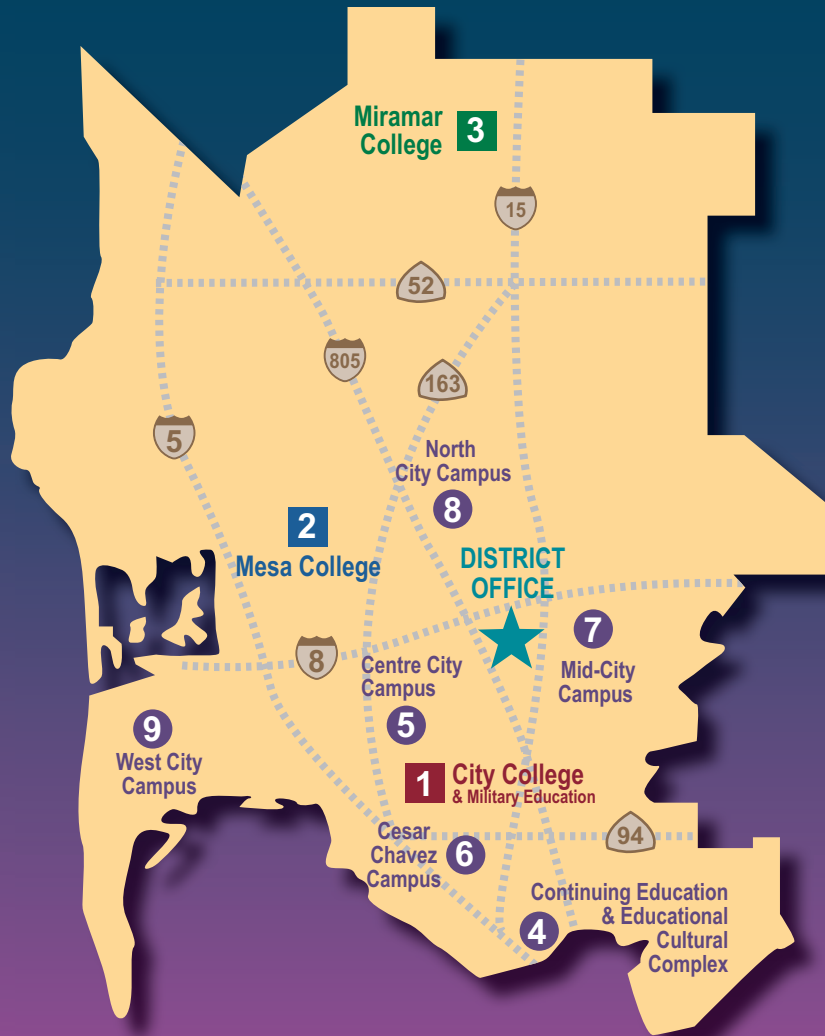 Miramar
College
3
15
52
805
163
5
North
City Campus
8
2
Mesa College
DISTRICT
OFFICE
7
Mid-City
Campus
8
Centre City
Campus
5
9
West City
Campus
1
City College
& Military Education
94
Cesar
Chavez
Campus
6
Continuing Education
& Educational
Cultural
Complex
4